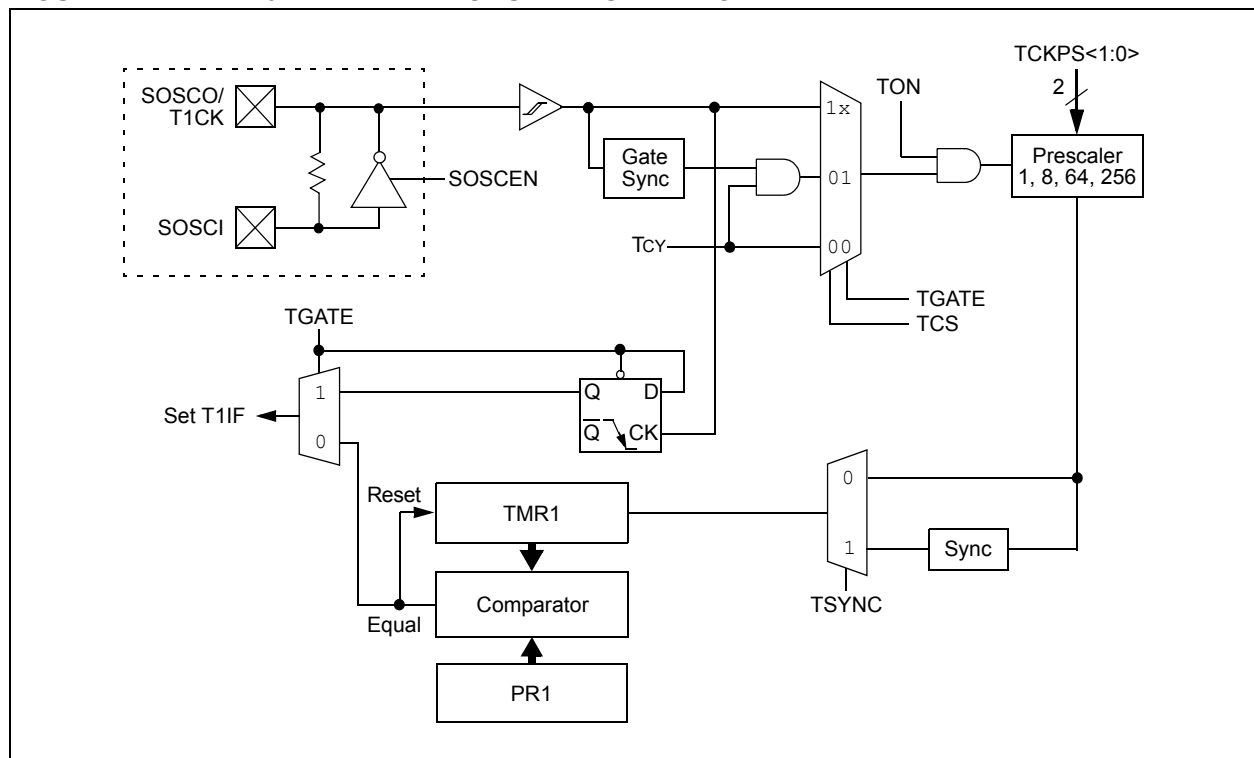 TCKPS<1:0>
2
SOSCO/
T1CK
TON
1x
Gate
Sync
Prescaler
1, 8, 64, 256
SOSCEN
01
SOSCI
TCY
00
TGATE
TCS
TGATE
1
Q
D
Set T1IF
Q
CK
0
Reset
TMR1
0
1
Sync
Comparator
TSYNC
Equal
PR1